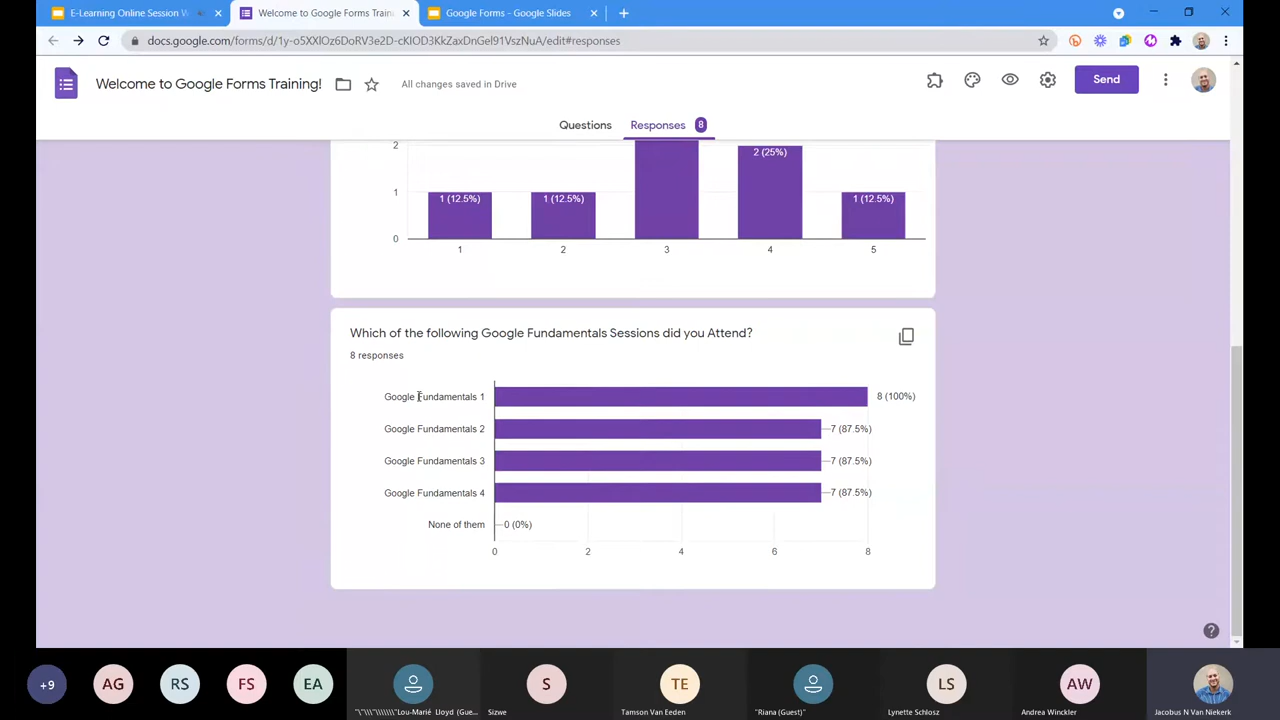 E-Learning Online Session W
Welcome to Google Forms Train
Google Forms - Google Slides
docs.google.com/forms/d/1y-o5XXlOz6DoRV3e2D-cKIOD3KkZaxDnGel91VszNuA/edit#responses
Welcome to Google Forms Training!
All changes saved in Drive
Send
Questions
Responses 8
2
2 (25%)
1
1 (12.5%)
1 (12.5%)
1 (12.5%)
0
1 2 3 4 5
Which of the following Google Fundamentals Sessions did you Attend?
8 responses
Google Fundamentals 1 8 (100%)
Google Fundamentals 2 7 (87.5%)
Google Fundamentals 3 7 (87.5%)
Google Fundamentals 4 7 (87.5%)
None of them 0 (0%)
0 2 4 6 8
+9 AG RS FS EA S TE LS AW
"\"\\\"\\\\\\\"Lou-Marié Lloyd (Gue... Sizwe Tamson Van Eeden "Riana (Guest)" Lynette Schlosz Andrea Winckler Jacobus N Van Niekerk